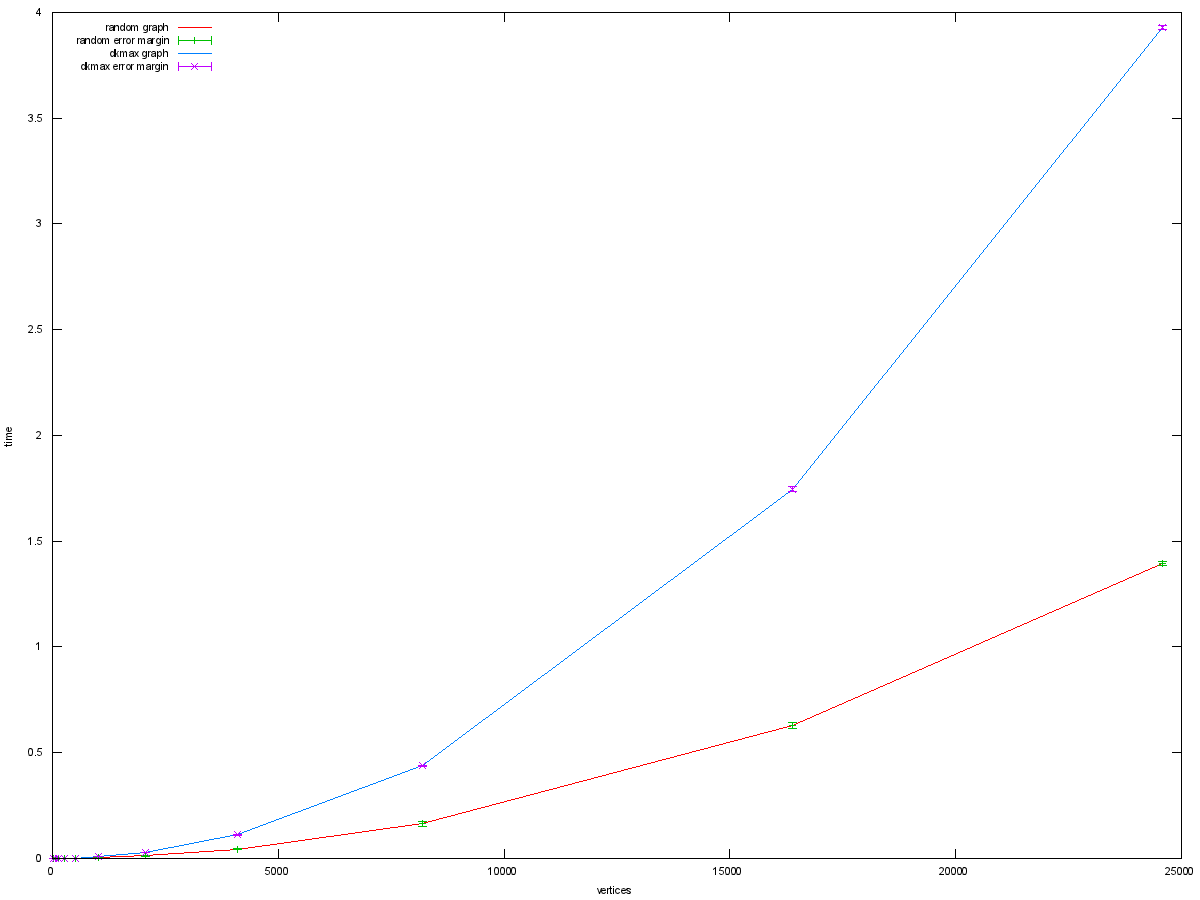 4
random graph
random error margin
dkmax graph
dkmax error margin
3.5
3
2.5
2
time
1.5
1
0.5
0
0 5000 10000 15000 20000 25000
vertices